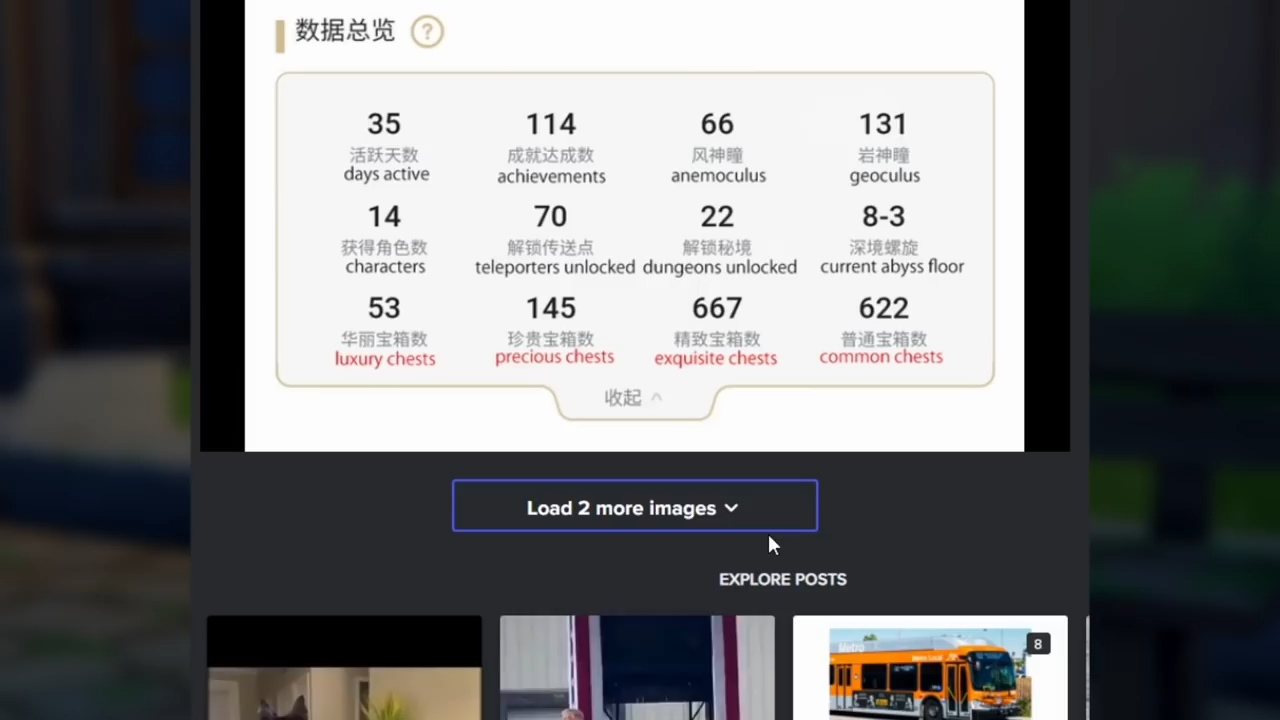 数据总览 ?
35 114 66 131
活跃天数 成就达成数 风神瞳 岩神瞳
days active achievements anemoculus geoculus
14 70 22 8-3
获得角色数 解锁传送点 解锁秘境 深境螺旋
characters teleporters unlocked dungeons unlocked current abyss floor
53 145 667 622
华丽宝箱数 珍贵宝箱数 精致宝箱数 普通宝箱数
luxury chests precious chests exquisite chests common chests
收起
Load 2 more images
EXPLORE POSTS
8
Metro